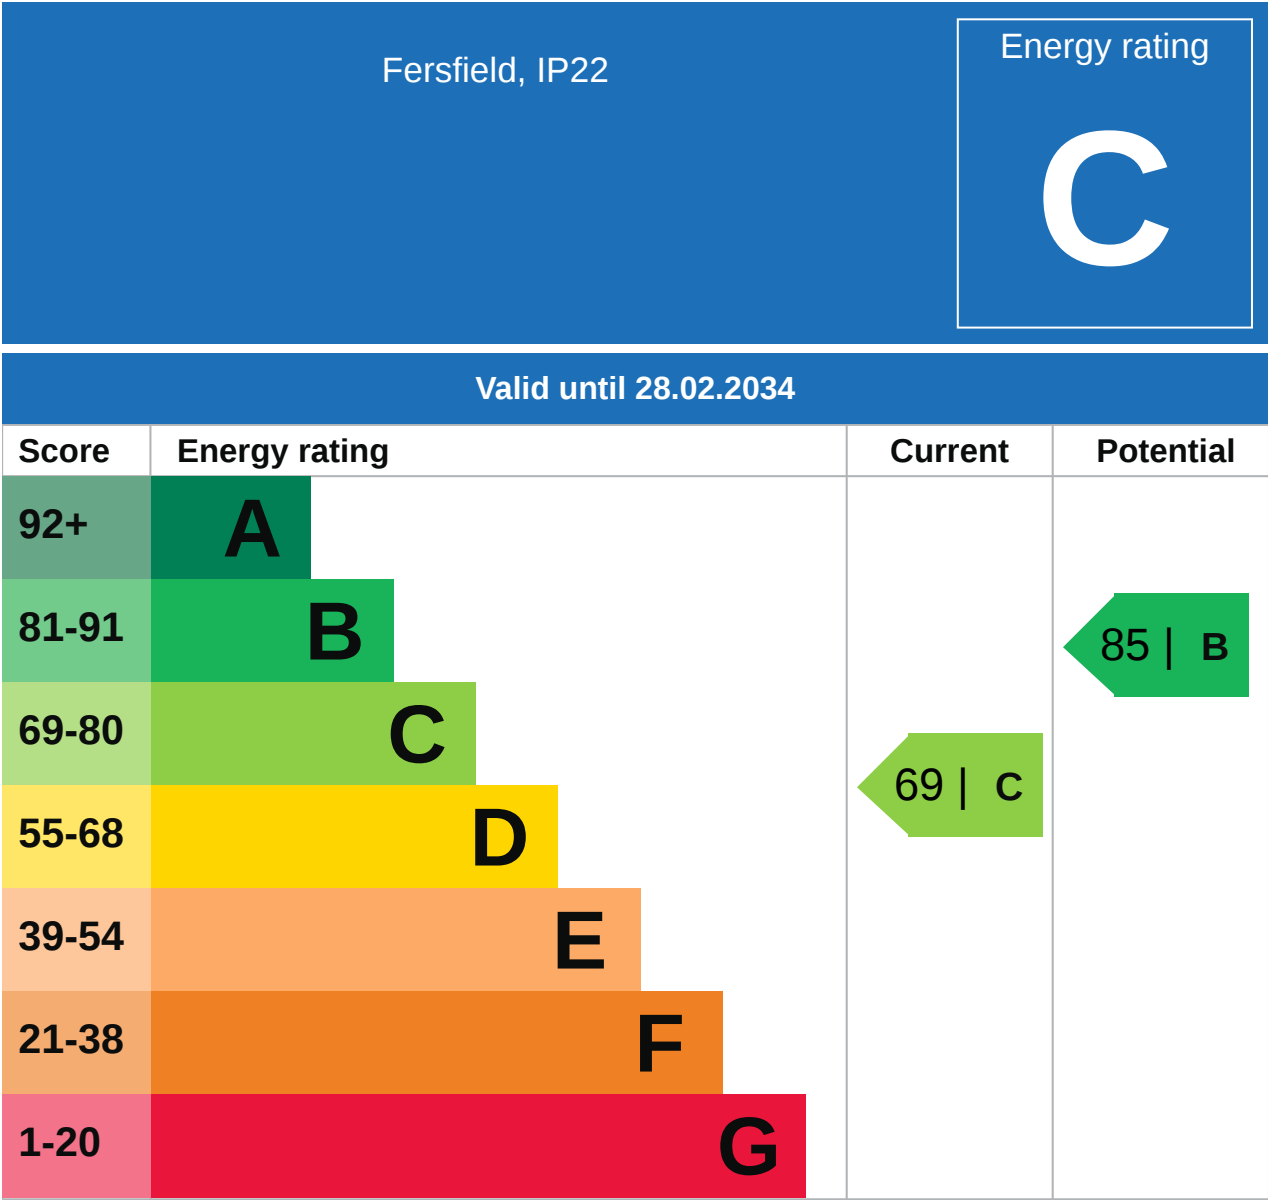 Fersfield, IP22
Energy rating
C
Valid until 28.02.2034
Score Energy rating Current Potential
92+ A
81-91 B
85 | B
69-80 C
69 | C
55-68 D
39-54 E
21-38 F
1-20 G